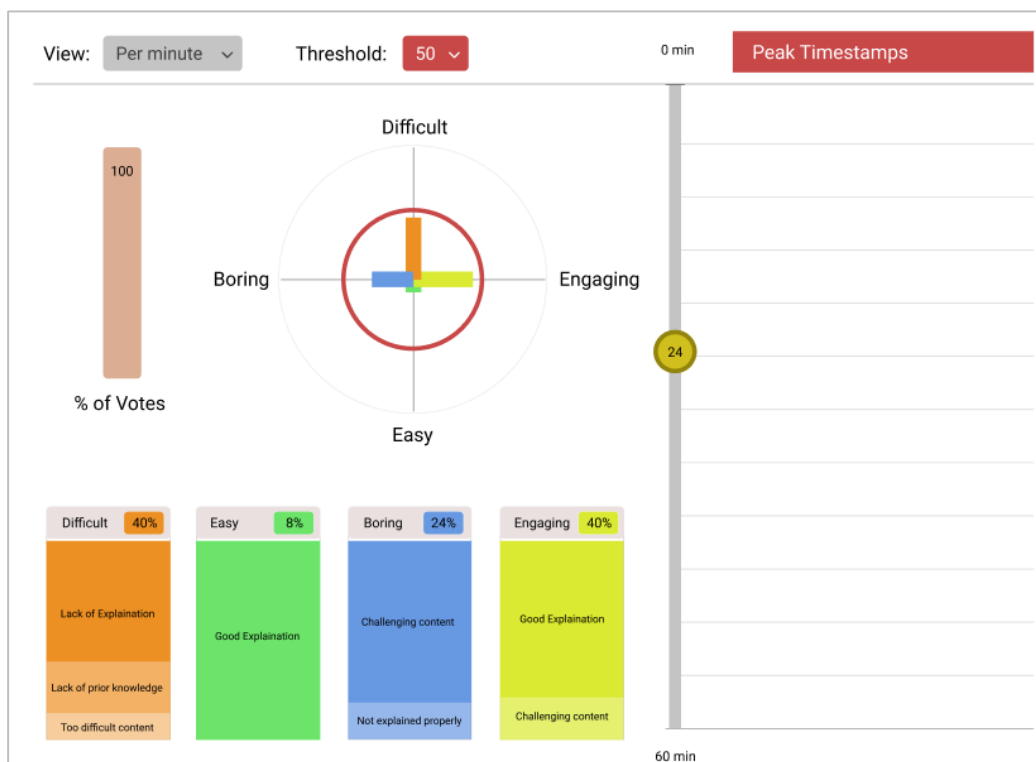 View: Per minute Threshold: 50 0 min Peak Timestamps
Difficult
100
Boring Engaging
24
% of Votes
Easy
Difficult 40% Easy 8% Boring 24% Engaging 40%
Lack of Explaination
Good Explaination
Challenging content
Good Explaination
Lack of prior knowledge
Challenging content
Not explained properly
Too difficult content
60 min